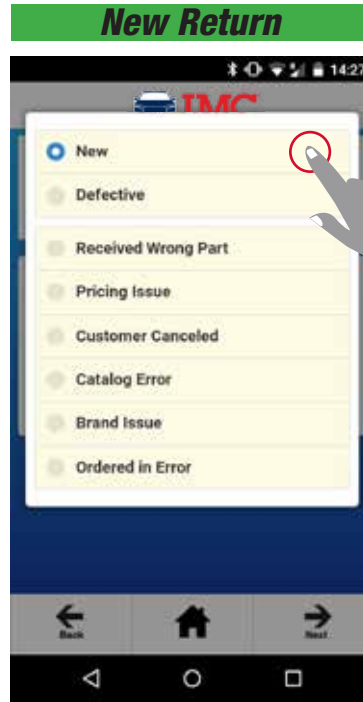 New Return
14:27
IMC
New
Defective
Received Wrong Part
Pricing Issue
Customer Canceled
Catalog Error
Brand Issue
Ordered in Error
Back
Next